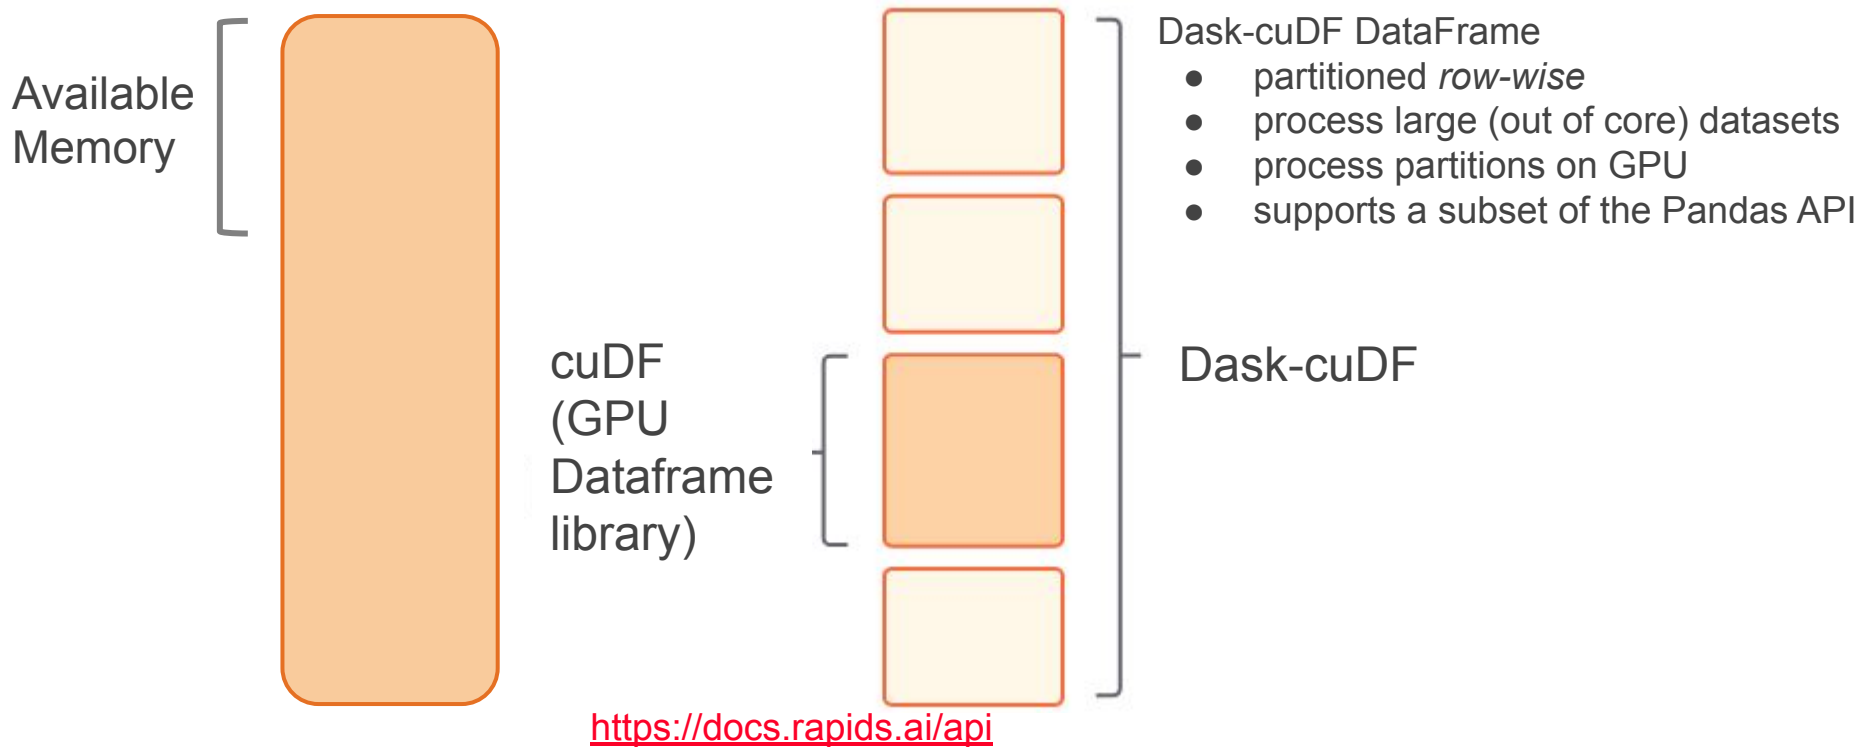 Available
Memory
cuDF
(GPU
Dataframe
library)
Dask-cuDF DataFrame
● partitioned row-wise
● process large (out of core) datasets
● process partitions on GPU
● supports a subset of the Pandas API
Dask-cuDF
https://docs.rapids.ai/api